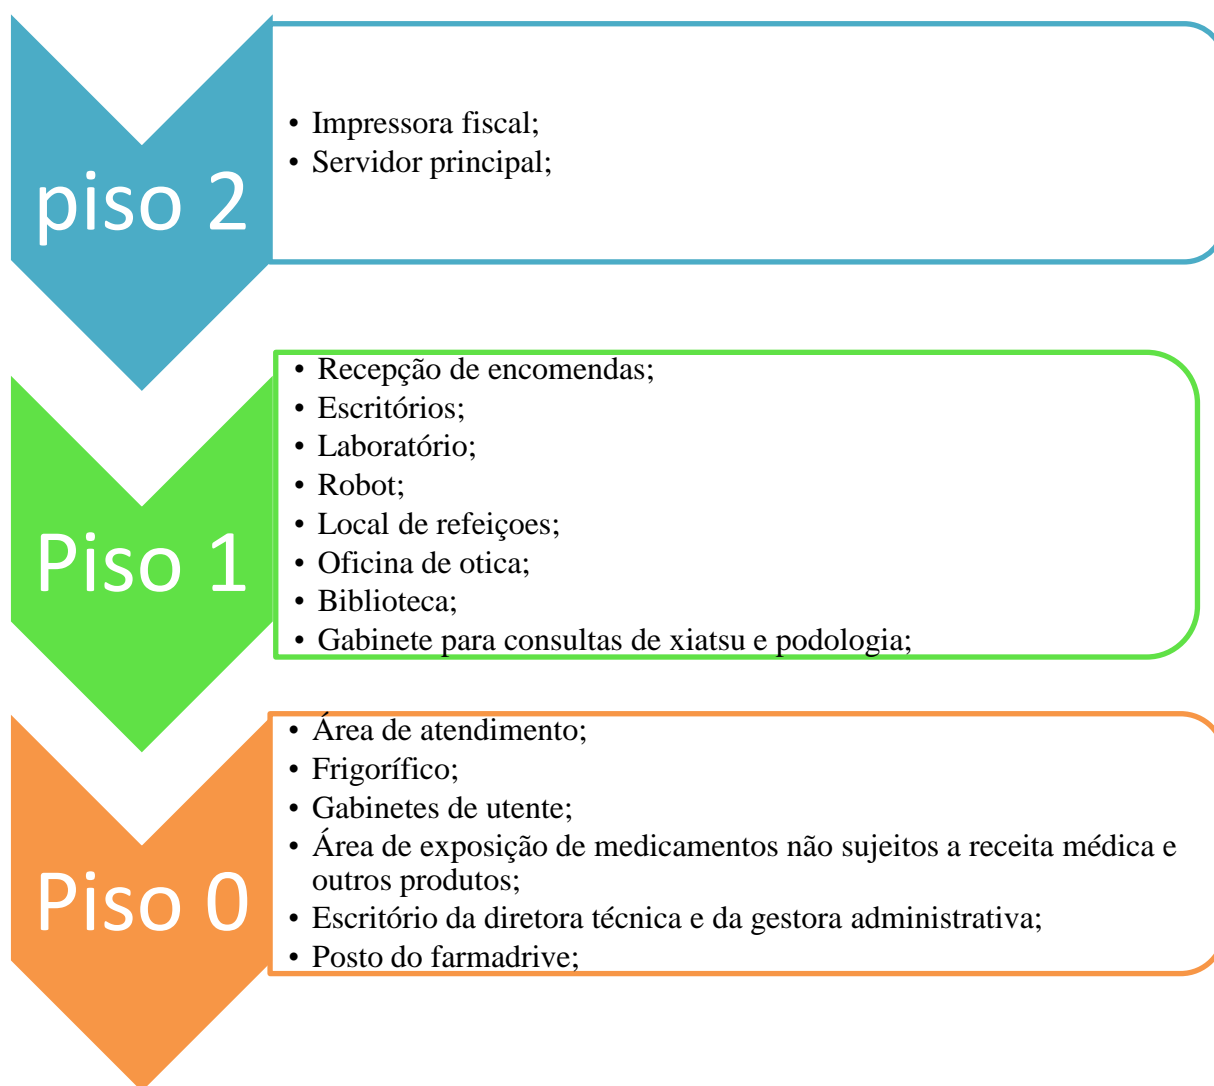 piso 2
• Impressora fiscal;
• Servidor principal;
Piso 1
• Recepção de encomendas;
• Escritórios;
• Laboratório;
• Robot;
• Local de refeiçoes;
• Oficina de otica;
• Biblioteca;
• Gabinete para consultas de xiatsu e podologia;
Piso 0
• Área de atendimento;
• Frigorífico;
• Gabinetes de utente;
• Área de exposição de medicamentos não sujeitos a receita médica e
outros produtos;
• Escritório da diretora técnica e da gestora administrativa;
• Posto do farmadrive;